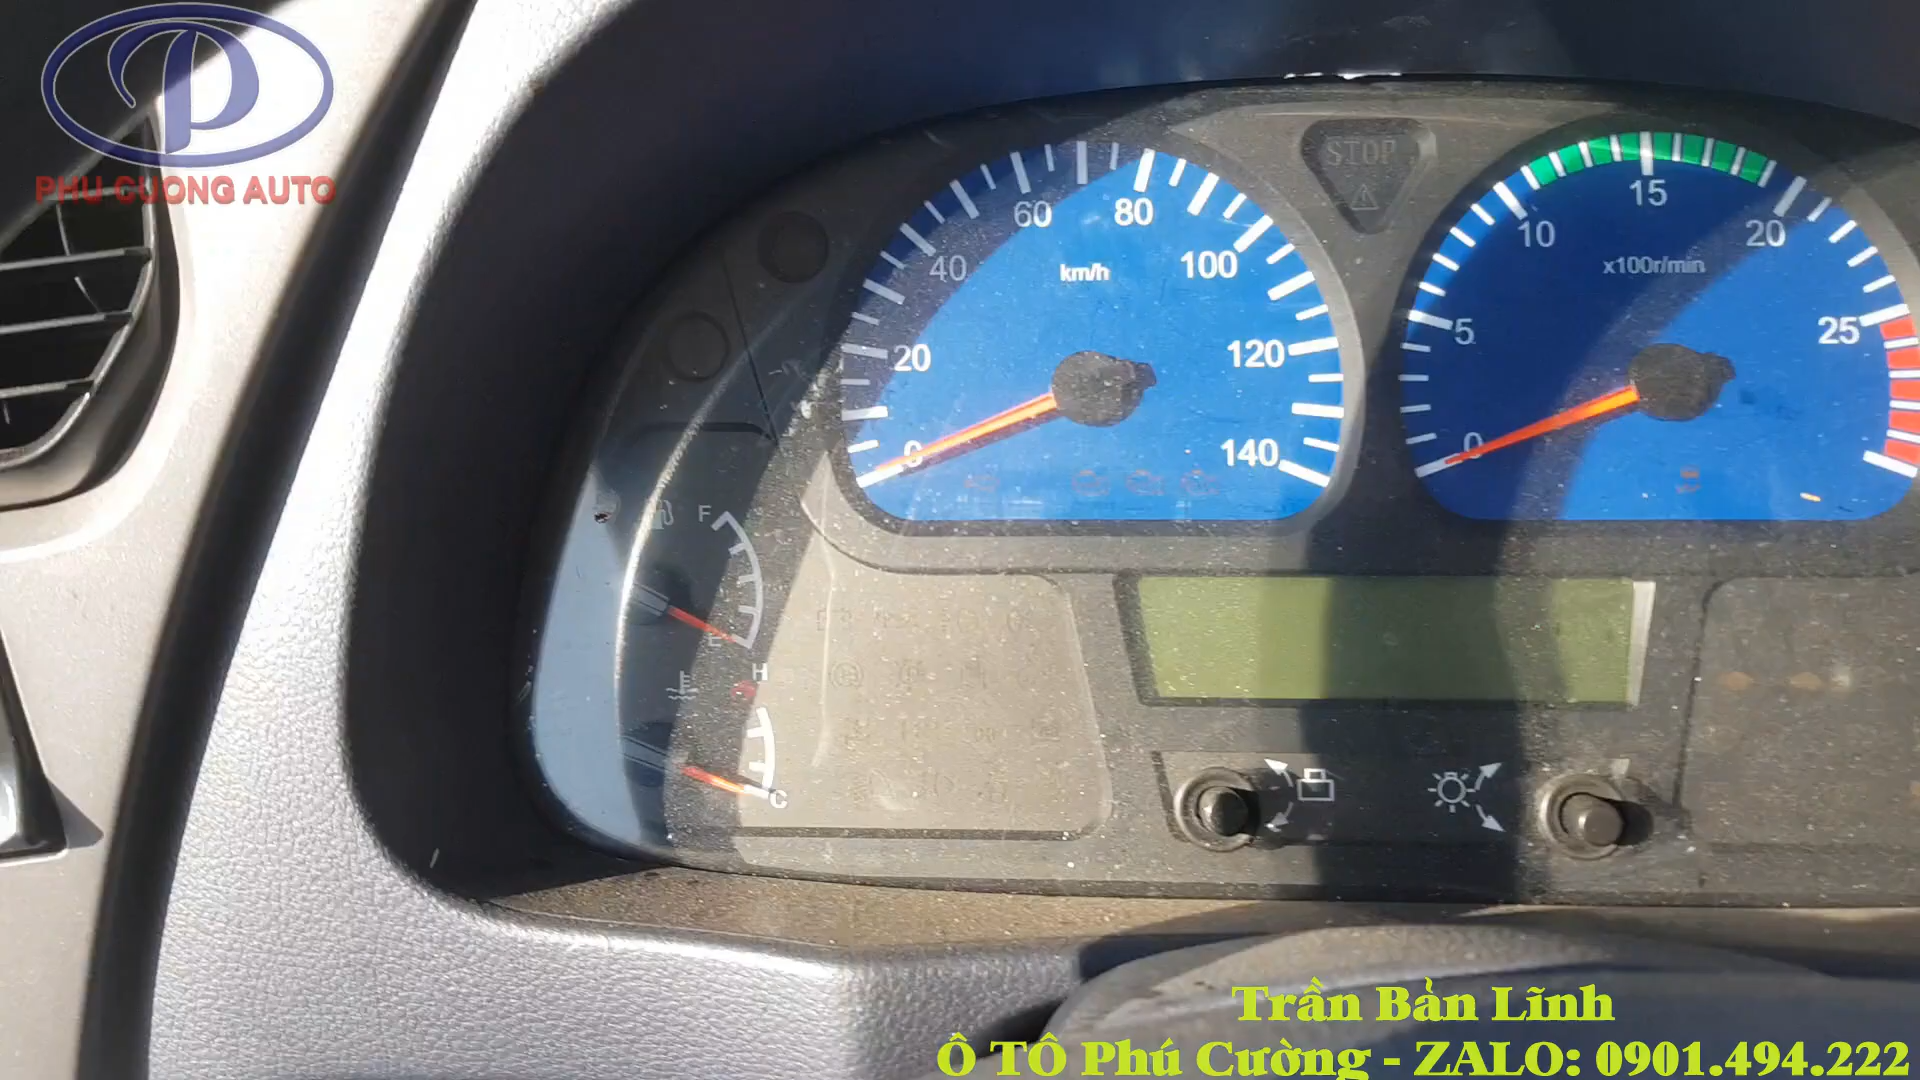 PHU CUONG AUTO
STOP
0
20
40
60
80
100
120
140
km/h
0
5
10
15
20
25
x100r/min
F
E
H
C
Trần Bản Lĩnh
Ô TÔ Phú Cường - ZALO: 0901.494.222